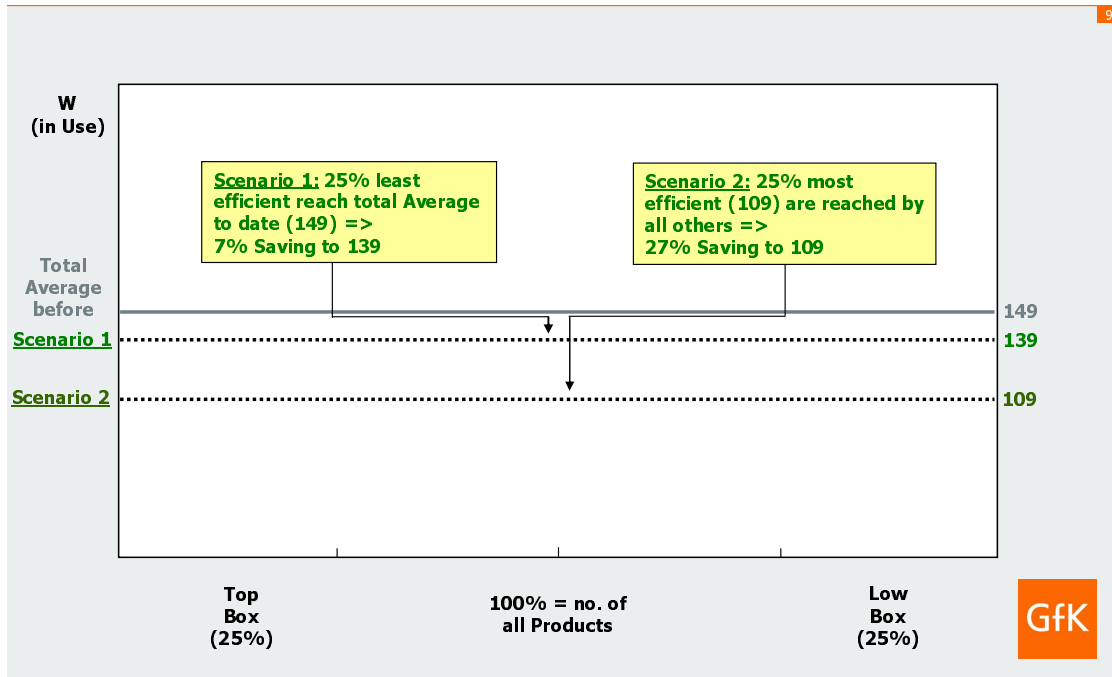 9
W
(in Use)
Scenario 1: 25% least
efficient reach total Average
to date (149) =>
7% Saving to 139
Scenario 2: 25% most
efficient (109) are reached by
all others =>
27% Saving to 109
Total
Average
before
149
Scenario 1
139
Scenario 2
109
Top
Box
(25%)
100% = no. of
all Products
Low
Box
(25%)
GfK